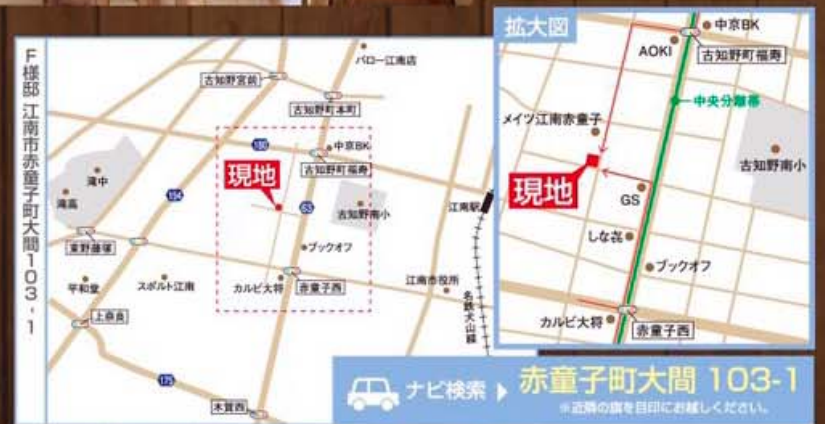 F様邸 江南市赤童子町大間103-1
バロー江南店
古知野宮前
古知野町本町
中京BK
古知野町福寿
180
現地
滝中
滝高
154
63
古知野南小
江南駅
東野藤塚
ブックオフ
平和堂
スポルト江南
カルビ大将
赤童子西
江南市役所
名鉄犬山線
上奈良
175
木賀西
拡大図
中京BK
AOKI
古知野町福寿
中央分離帯
メイツ江南赤童子
古知野南小
現地
GS
しな㐂
ブックオフ
カルビ大将
赤童子西
ナビ検索
赤童子町大間 103-1
※近隣の旗を目印にお越しください。